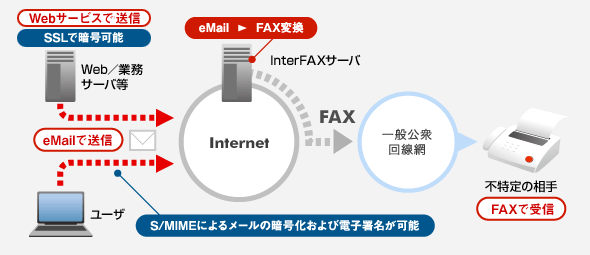 Webサービスで送信
SSLで暗号可能
Web／業務
サーバ等
eMailで送信
ユーザ
S/MIMEによるメールの暗号化および電子署名が可能
eMail ► FAX変換
InterFAXサーバ
Internet
FAX
一般公衆
回線網
不特定の相手
FAXで受信